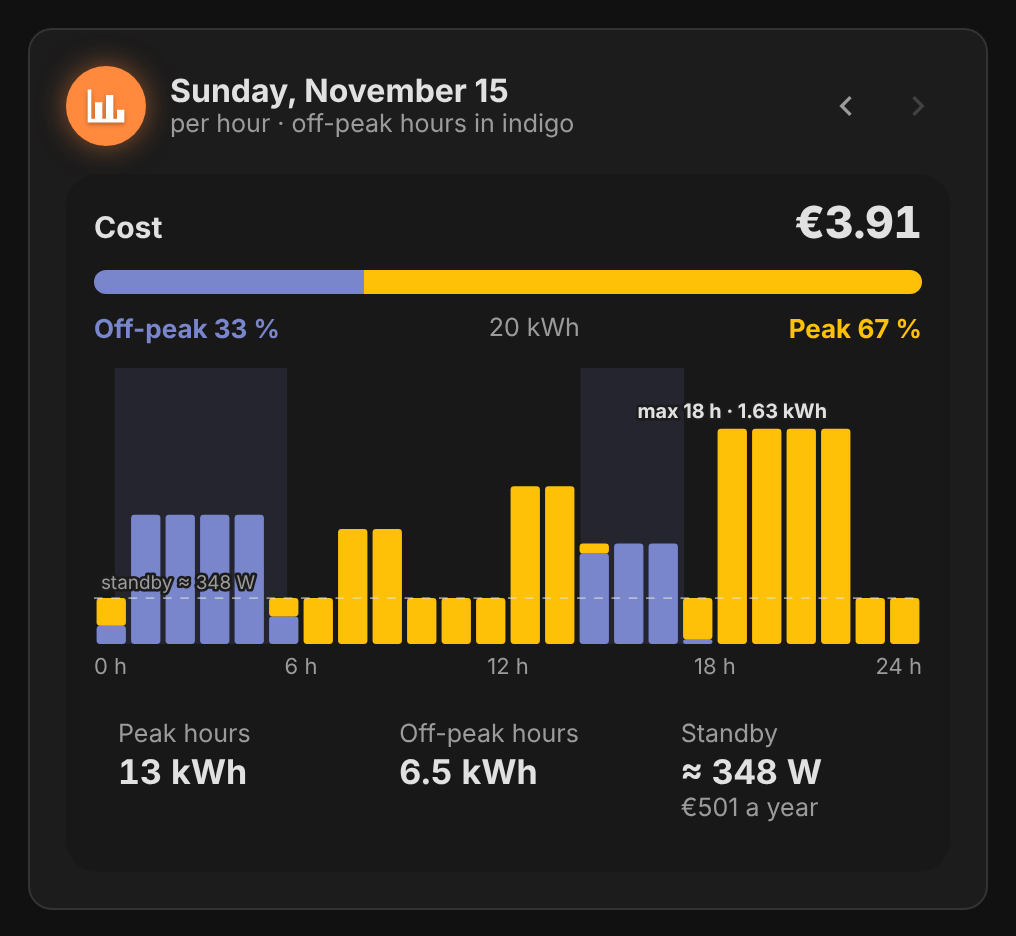 Sunday, November 15
per hour · off-peak hours in indigo
Cost
€3.91
Off-peak 33 %
20 kWh
Peak 67 %
max 18 h · 1.63 kWh
standby ≈ 348 W
0 h
6 h
12 h
18 h
24 h
Peak hours
13 kWh
Off-peak hours
6.5 kWh
Standby
≈ 348 W
€501 a year